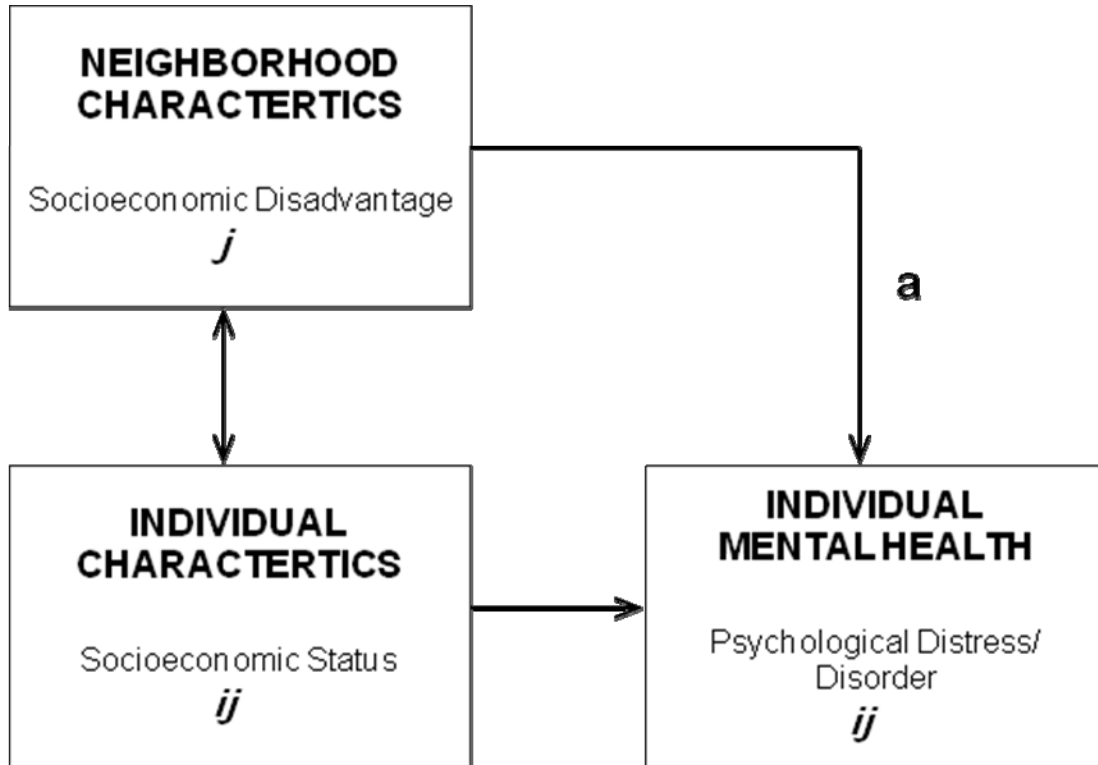 NEIGHBORHOOD
CHARACTERTICS
Socioeconomic Disadvantage
j
a
INDIVIDUAL
CHARACTERTICS
Socioeconomic Status
ij
INDIVIDUAL
MENTAL HEALTH
Psychological Distress/
Disorder
ij